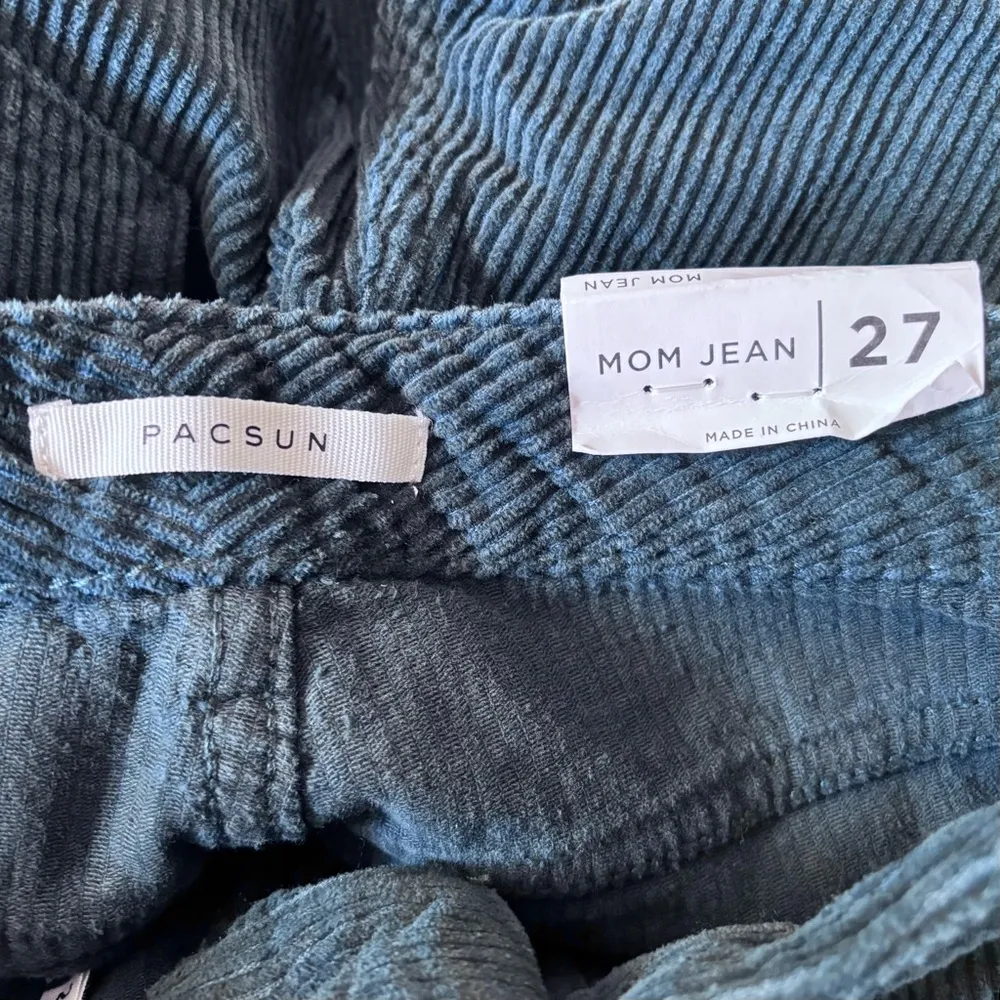 MOM JEAN
MOM JEAN | 27
PACSUN
MADE IN CHINA